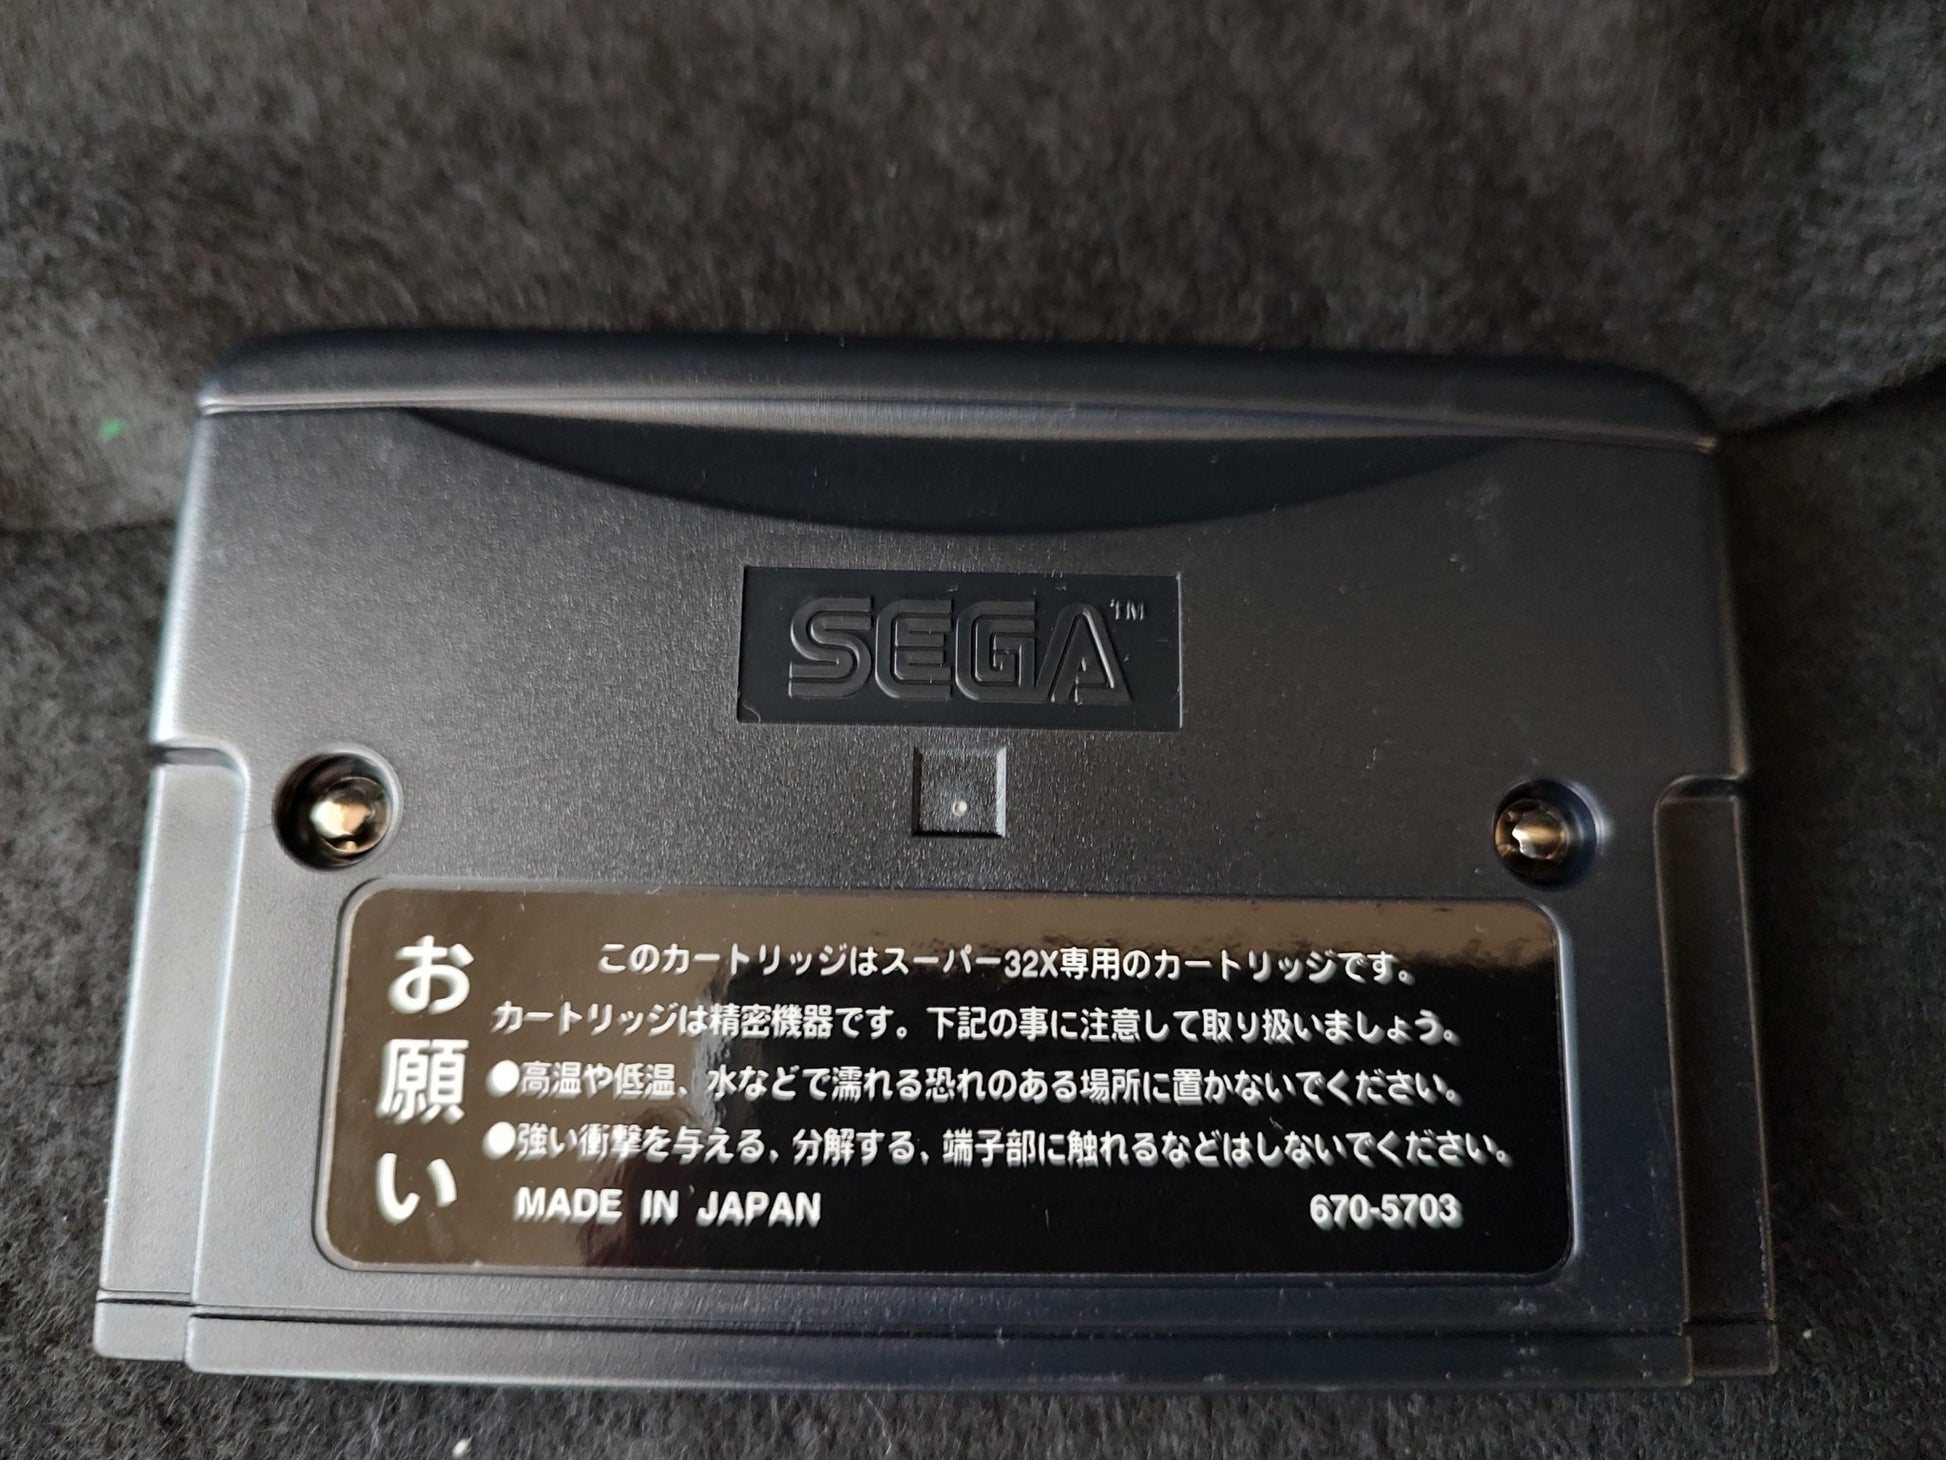 SEGA™
お願い
このカートリッジはスーパー32X専用のカートリッジです。
カートリッジは精密機器です。下記の事に注意して取り扱いましょう。
●高温や低温、水などで濡れる恐れのある場所に置かないでください。
●強い衝撃を与える、分解する、端子部に触れるなどはしないでください。
MADE IN JAPAN 670-5703